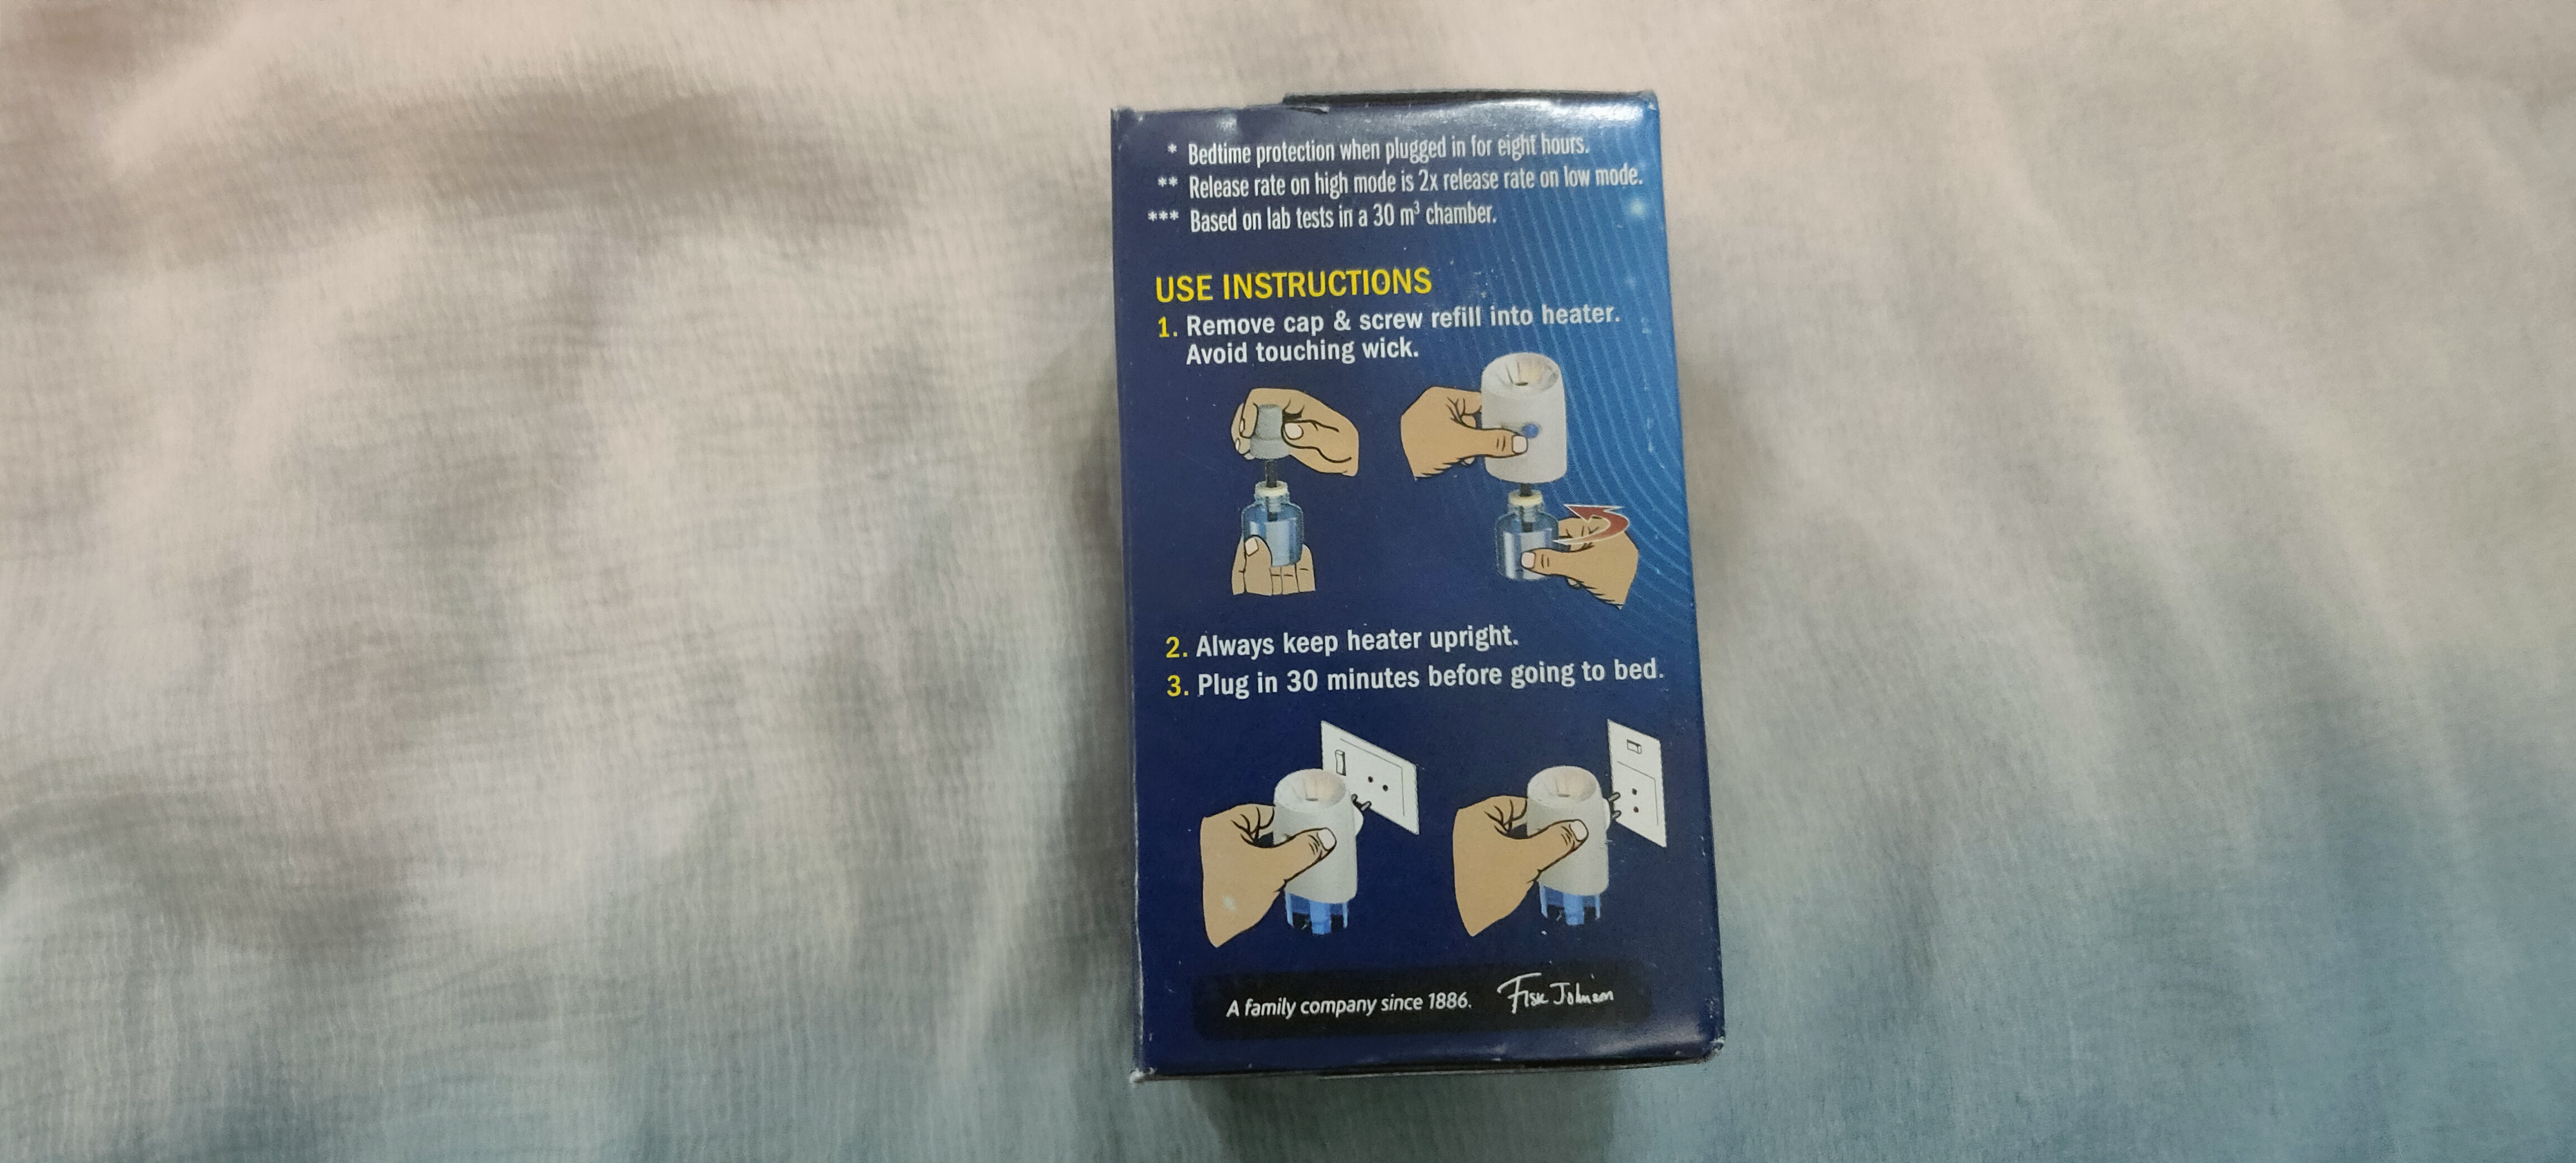 * Bedtime protection when plugged in for eight hours.
** Release rate on high mode is 2x release rate on low mode.
*** Based on lab tests in a 30 m³ chamber.
USE INSTRUCTIONS
1. Remove cap & screw refill into heater.
Avoid touching wick.
2. Always keep heater upright.
3. Plug in 30 minutes before going to bed.
A family company since 1886. Fisk Johnson